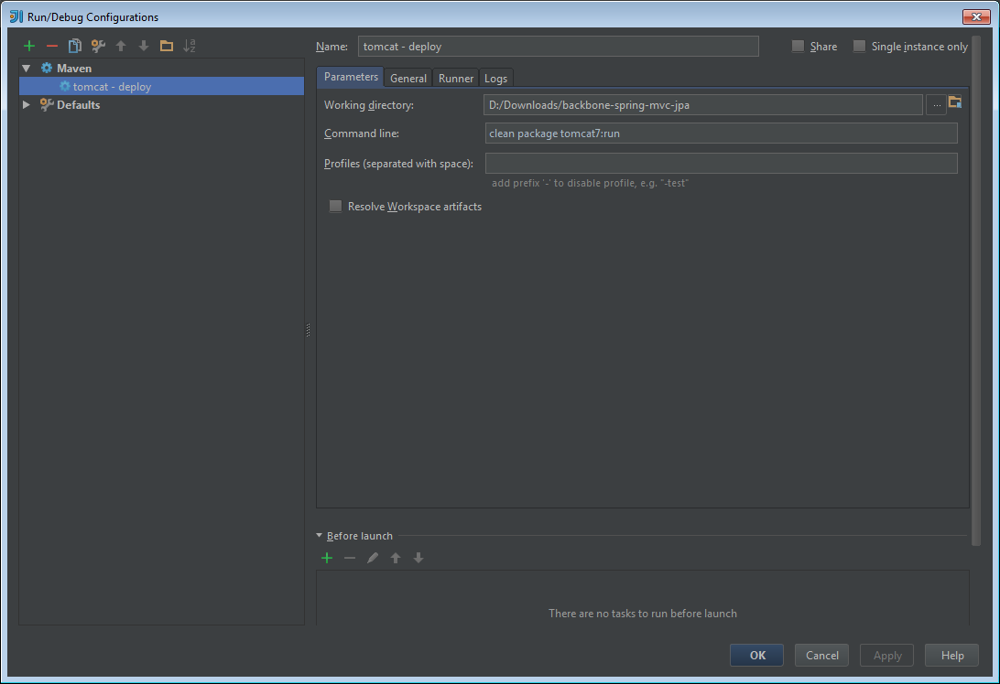 Run/Debug Configurations
Name: tomcat - deploy Share Single instance only
Maven
tomcat - deploy
Defaults
Parameters General Runner Logs
Working directory: D:/Downloads/backbone-spring-mvc-jpa ...
Command line: clean package tomcat7:run
Profiles (separated with space):
add prefix '-' to disable profile, e.g. "-test"
Resolve Workspace artifacts
Before launch
There are no tasks to run before launch
OK Cancel Apply Help